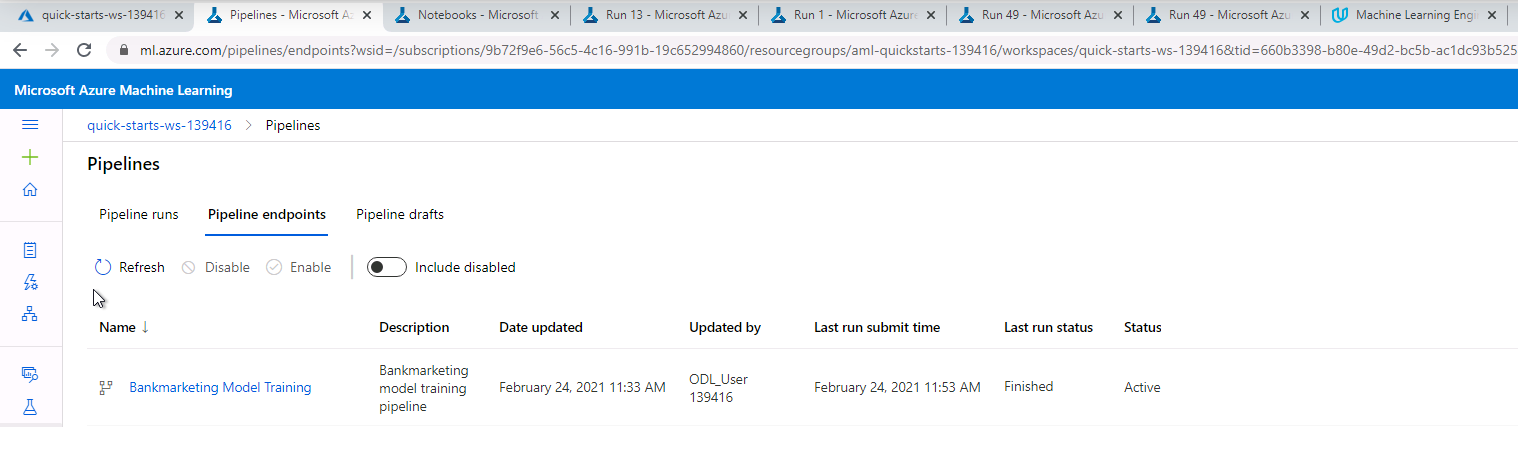 quick-starts-ws-139416
Pipelines - Microsoft Az
Notebooks - Microsoft
Run 13 - Microsoft Azu
Run 1 - Microsoft Azure
Run 49 - Microsoft Azu
Run 49 - Microsoft Azu
Machine Learning Engi
ml.azure.com/pipelines/endpoints?wsid=/subscriptions/9b72f9e6-56c5-4c16-991b-19c652994860/resourcegroups/aml-quickstarts-139416/workspaces/quick-starts-ws-139416&tid=660b3398-b80e-49d2-bc5b-ac1dc93b525
Microsoft Azure Machine Learning
quick-starts-ws-139416 > Pipelines
Pipelines
Pipeline runs Pipeline endpoints Pipeline drafts
Refresh Disable Enable Include disabled
Name ↓ Description Date updated Updated by Last run submit time Last run status Status
Bankmarketing Model Training
Bankmarketing
model training
pipeline
February 24, 2021 11:33 AM
ODL_User
139416
February 24, 2021 11:53 AM
Finished
Active